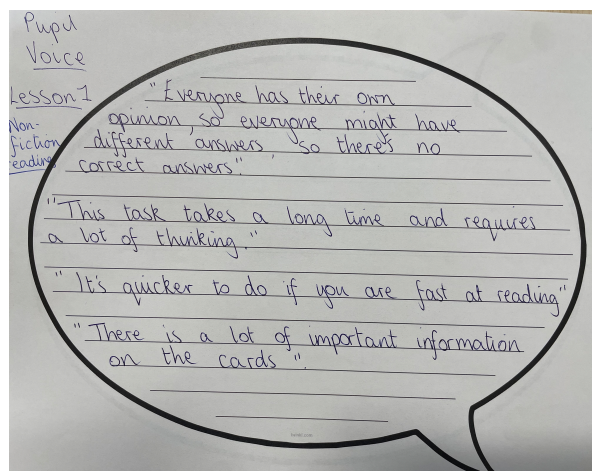 Pupil
Voice
Lesson 1
Non-
fiction
eading
"Everyone has their own
opinion, so everyone might have
different answers, so there's no
correct answers".
"This task takes a long time and requires
a lot of thinking."
"It's quicker to do if you are fast at reading"
"There is a lot of important information
on the cards".